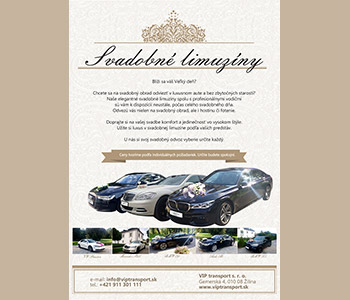 Svadobné limuzíny
Blíži sa váš Veľký deň?
Chcete sa na svadobný obrad odviezť v luxusnom aute a bez zbytočných starostí?
Naše elegantné svadobné limuzíny spolu s profesionálnymi vodičmi
sú vám k dispozícii neustále, počas celého svadobného dňa.
Odvezú vás nielen na svadobný obrad, ale i hostinu či fotenie.
Doprajte si na vašej svadbe komfort a jedinečnosť vo vysokom štýle.
Užite si luxus v svadobnej limuzíne podľa vašich predstáv.
U nás si svoj svadobný odvoz vyberie určite každý.
Ceny tvoríme podľa individuálnych požiadaviek. Určite budete spokojní.
e-mail: info@viptransport.sk
tel.: +421 911 301 111
VIP transport s. r. o.
Gemerská 4, 010 08 Žilina
www.viptransport.sk